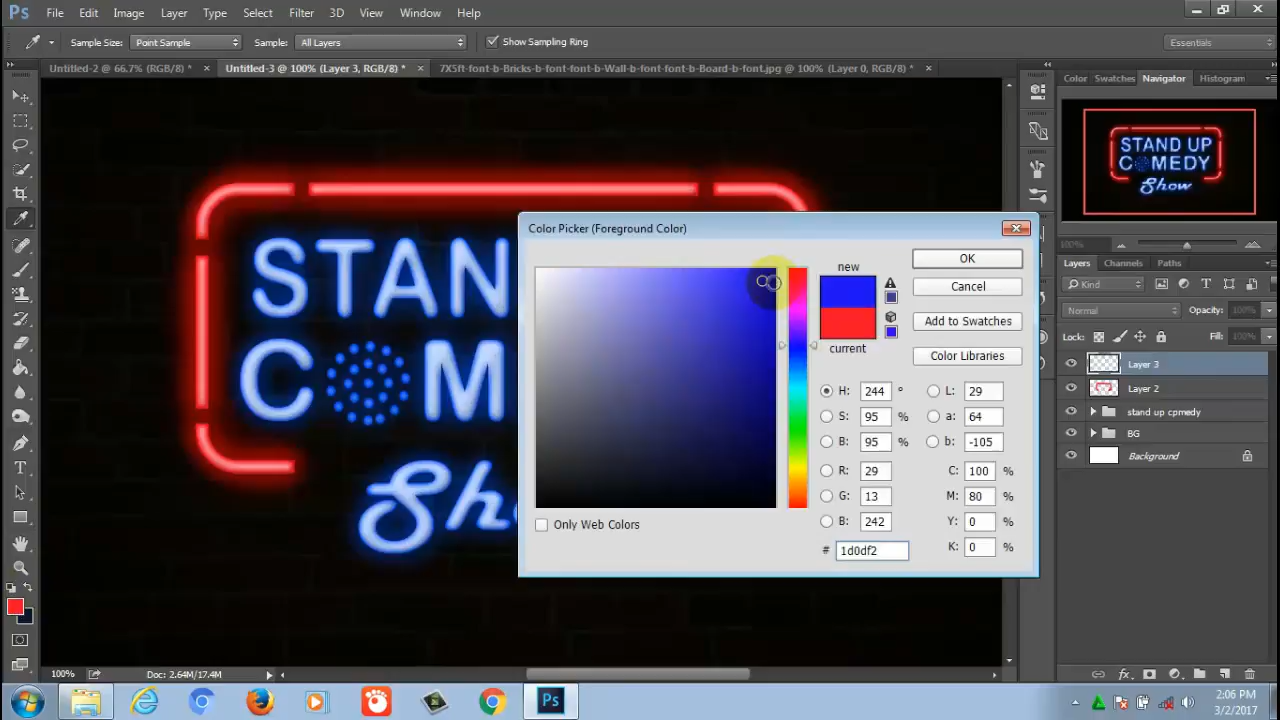 Ps File Edit Image Layer Type Select Filter 3D View Window Help
Sample Size: Point Sample Sample: All Layers Show Sampling Ring Essentials
Untitled-2 @ 66.7% (RGB/8) * × Untitled-3 @ 100% (Layer 3, RGB/8) * × 7X5ft-font-b-Bricks-b-font-font-b-Wall-b-font-font-b-Board-b-font.jpg @ 100% (Layer 0, RGB/8) * ×
Color Swatches Navigator Histogram
STAND UP
COMEDY
Show
100%
STAN
C M
Sh
Color Picker (Foreground Color)
new
current
OK
Cancel
Add to Swatches
Color Libraries
H: 244 °
S: 95 %
B: 95 %
R: 29
G: 13
B: 242
# 1d0df2
L: 29
a: 64
b: -105
C: 100 %
M: 80 %
Y: 0 %
K: 0 %
Only Web Colors
Layers Channels Paths
Kind
Normal Opacity: 100%
Lock: Fill: 100%
Layer 3
Layer 2
stand up cpmedy
BG
Background
100% Doc: 2.64M/17.4M
Ps
2:06 PM
3/2/2017